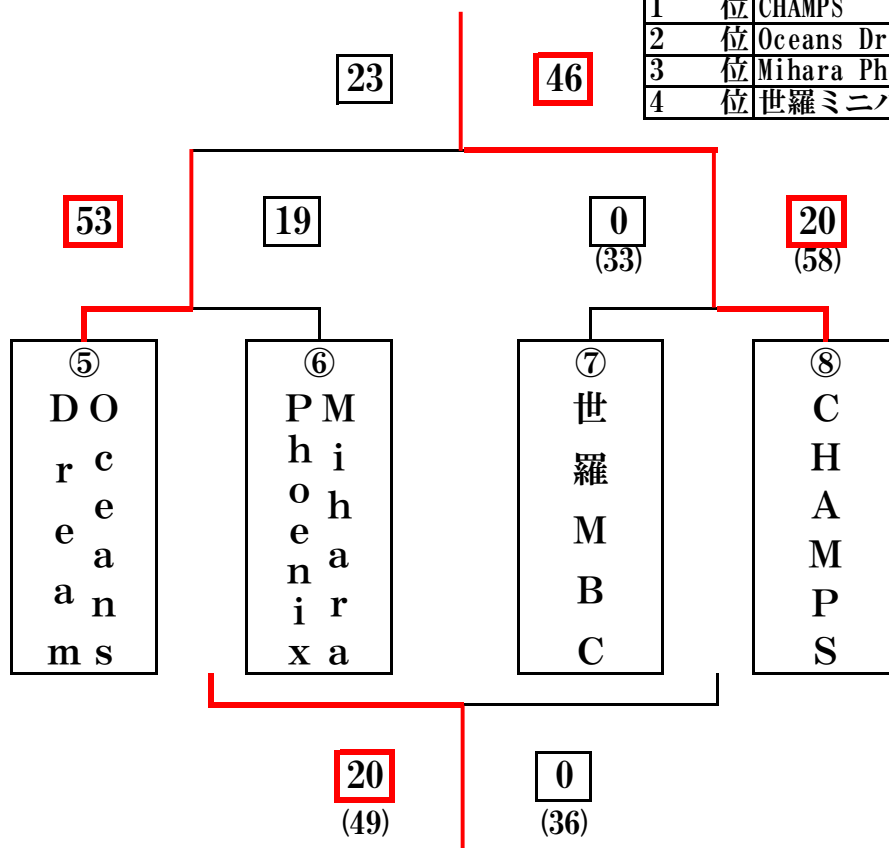 1 位 CHAMPS
2 位 Oceans Dr
3 位 Mihara Ph
4 位 世羅ミニバ
23
46
53
19
0
(33)
20
(58)
⑤
Oceans
Dreams
⑥
Mihara
Phoenix
⑦
世羅MBC
⑧
CHAMPS
20
(49)
0
(36)